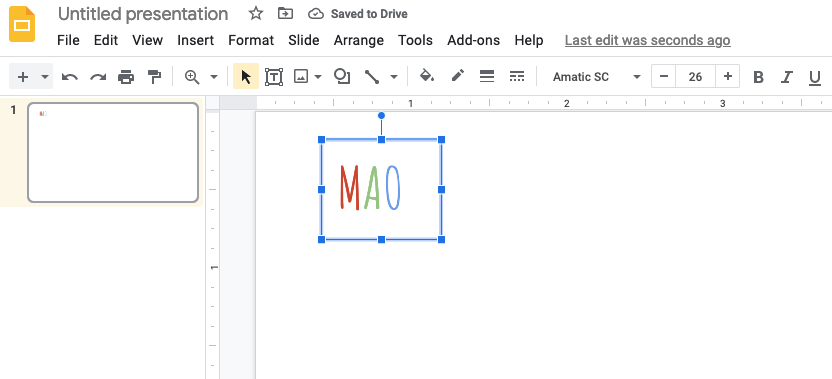 Untitled presentation
Saved to Drive
File Edit View Insert Format Slide Arrange Tools Add-ons Help Last edit was seconds ago
Amatic SC 26 B I U
1 2 3
1
MAO
1